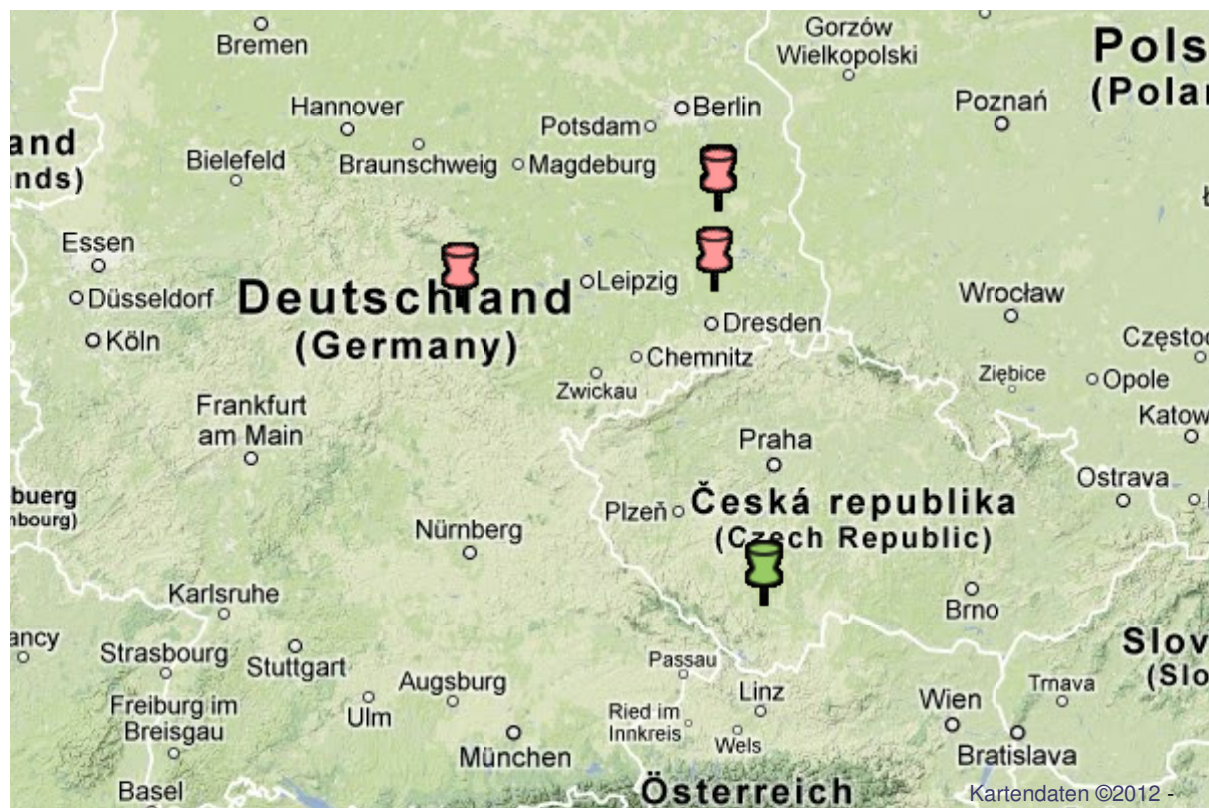 Bremen
Gorzów
Wielkopolski
Pols
(Polar
Hannover
Berlin
Poznań
Potsdam
and
nds)
Bielefeld
Braunschweig
Magdeburg
Essen
Düsseldorf
Deutschland
(Germany)
Leipzig
Wrocław
Köln
Dresden
Częstoc
Chemnitz
Zwickau
Ziębice
Opole
Frankfurt
am Main
Katow
Praha
buerg
nbourg)
Česká republika
(Czech Republic)
Plzeň
Ostrava
Nürnberg
Karlsruhe
Brno
ancy
Strasbourg
Stuttgart
Passau
Slov
(Slo
Augsburg
Linz
Wien
Trnava
Freiburg im
Breisgau
Ulm
Ried im
Innkreis
Wels
München
Bratislava
Basel
Österreich
Kartendaten ©2012 -